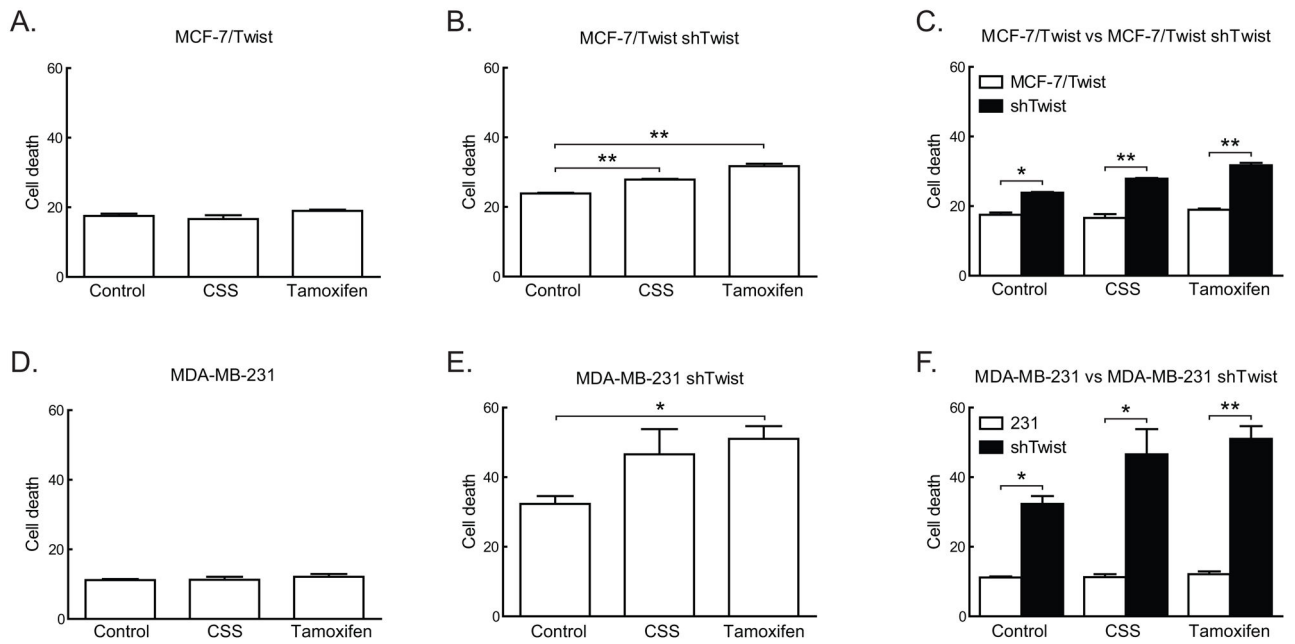 A.
MCF-7/Twist
60
40
20
0
Cell death
Control CSS Tamoxifen
B.
MCF-7/Twist shTwist
60
40
20
0
Cell death
**
**
Control CSS Tamoxifen
C.
MCF-7/Twist vs MCF-7/Twist shTwist
60
40
20
0
Cell death
MCF-7/Twist
shTwist
* ** **
Control CSS Tamoxifen
D.
MDA-MB-231
60
40
20
0
Cell death
Control CSS Tamoxifen
E.
MDA-MB-231 shTwist
60
40
20
0
Cell death
*
Control CSS Tamoxifen
F.
MDA-MB-231 vs MDA-MB-231 shTwist
60
40
20
0
Cell death
231
shTwist
* * **
Control CSS Tamoxifen